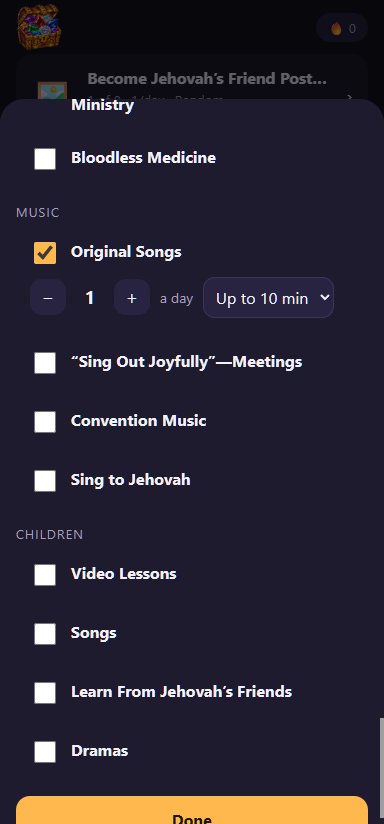 0
Become Jehovah’s Friend Post…
Ministry
Bloodless Medicine
MUSIC
Original Songs
− 1 + a day Up to 10 min
“Sing Out Joyfully”—Meetings
Convention Music
Sing to Jehovah
CHILDREN
Video Lessons
Songs
Learn From Jehovah’s Friends
Dramas
Done